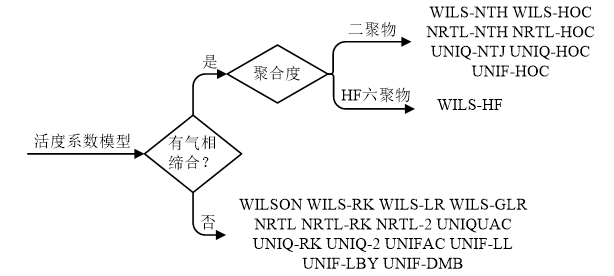 二聚物
WILS-NTH WILS-HOC
NRTL-NTH NRTL-HOC
UNIQ-NTJ UNIQ-HOC
UNIF-HOC
是
聚合度
HF六聚物
WILS-HF
活度系数模型
有气相
缔合？
否
WILSON WILS-RK WILS-LR WILS-GLR
NRTL NRTL-RK NRTL-2 UNIQUAC
UNIQ-RK UNIQ-2 UNIFAC UNIF-LL
UNIF-LBY UNIF-DMB